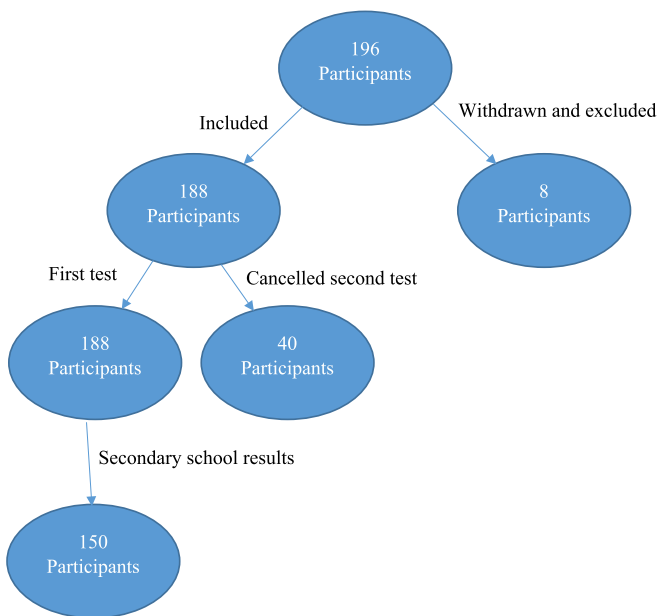 196
Participants
Included
Withdrawn and excluded
188
Participants
8
Participants
First test
Cancelled second test
188
Participants
40
Participants
Secondary school results
150
Participants